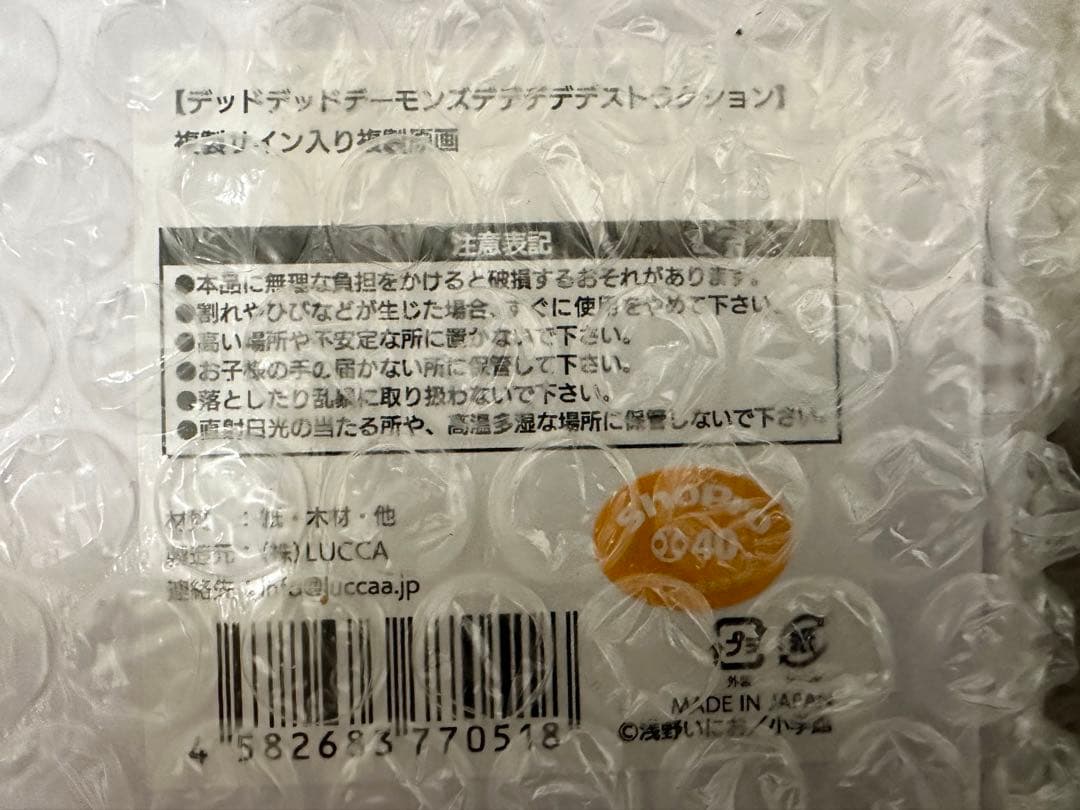 【デッドデッドデーモンズデデデデデストラクション】
複製サイン入り複製原画
注意表記
●本品に無理な負担をかけると破損するおそれがあります。
●割れやひびなどが生じた場合、すぐに使用をやめて下さい。
●高い場所や不安定な所に置かないで下さい。
●お子様の手の届かない所に保管して下さい。
●落としたり乱暴に取り扱わないで下さい。
●直射日光の当たる所や、高温多湿な場所に保管しないで下さい。
材質　：紙・木材・他
製造元：（株）LUCCA
連絡先：info@luccaa.jp
ShoPro
40
4 582683 770518
プラ 紙
外装
MADE IN JAPAN
©浅野いにお／小学館